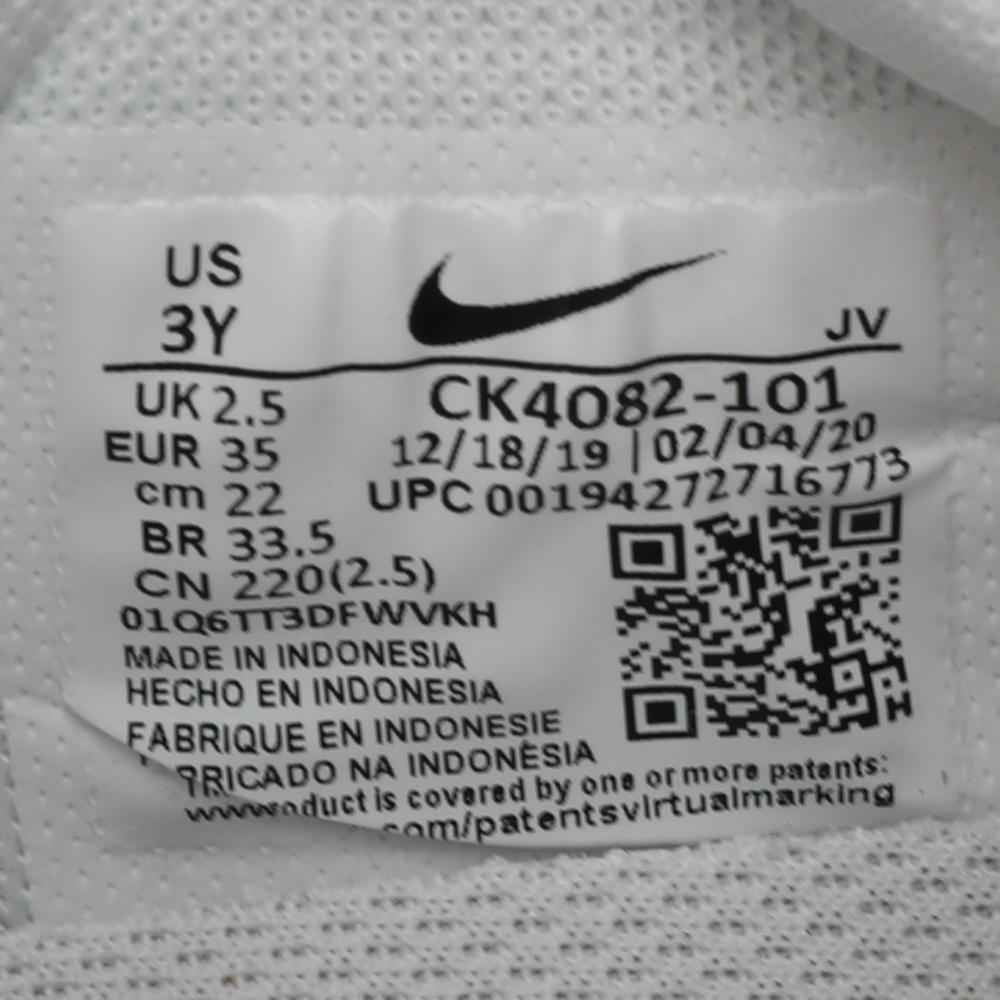 US
3Y
JV
UK 2.5
CK4082-101
EUR 35
12/18/19 | 02/04/20
cm 22
UPC 00194272716773
BR 33.5
CN 220(2.5)
01Q6TT3DFWVKH
MADE IN INDONESIA
HECHO EN INDONESIA
FABRIQUE EN INDONESIE
NA INDONÈSIA
is covered by one or more patents:
com/patentsvirtualmarking